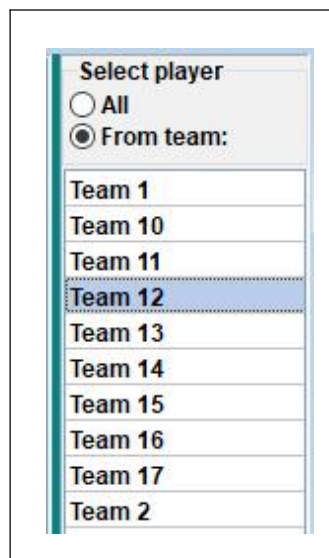 Select player
All
From team:
Team 1
Team 10
Team 11
Team 12
Team 13
Team 14
Team 15
Team 16
Team 17
Team 2